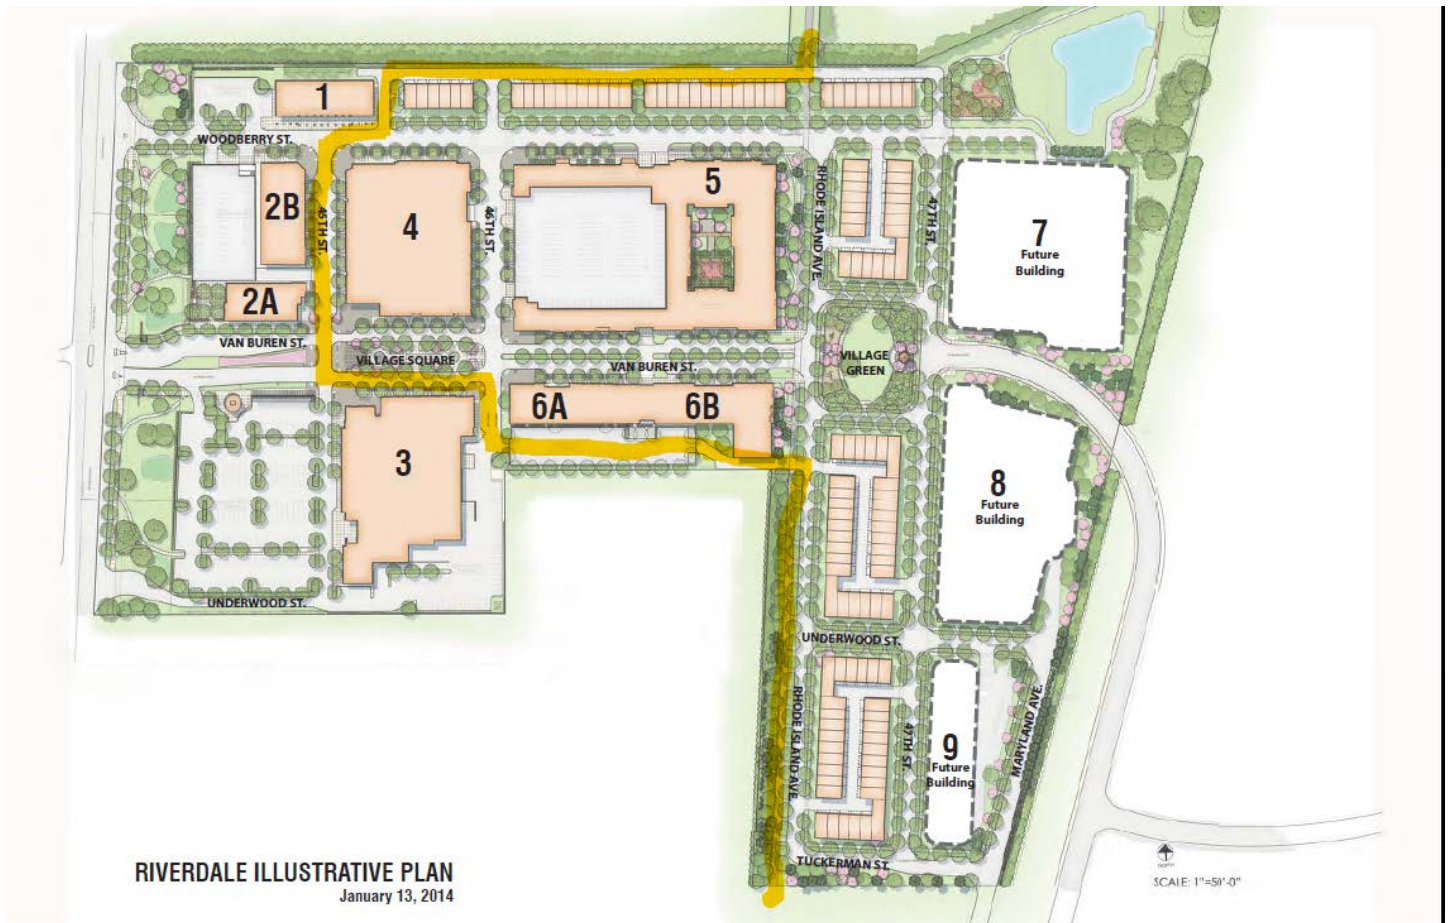 1
WOODBERRY ST.
2B
45TH ST.
4
46TH ST.
5
RHODE ISLAND AVE.
47TH ST.
7
Future
Building
2A
VAN BUREN ST.
VILLAGE SQUARE
VAN BUREN ST.
VILLAGE
GREEN
6A
6B
3
8
Future
Building
UNDERWOOD ST.
UNDERWOOD ST.
RHODE ISLAND AVE.
47TH ST.
MARYLAND AVE.
9
Future
Building
TUCKERMAN ST.
RIVERDALE ILLUSTRATIVE PLAN
January 13, 2014
NORTH
SCALE: 1"=50'-0"